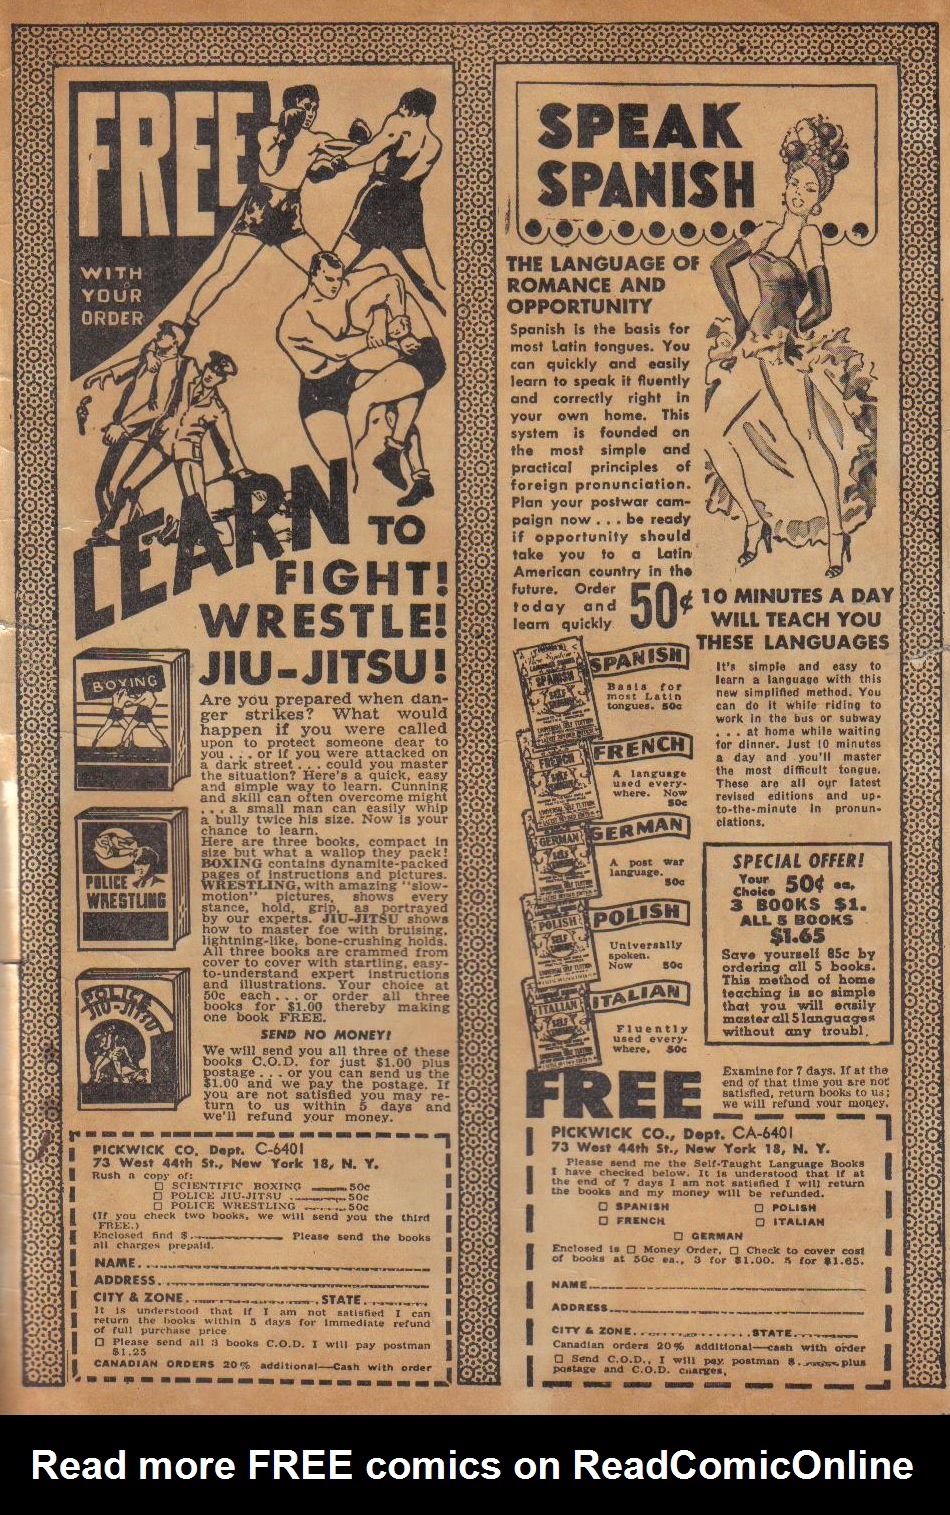 FREE
WITH
YOUR
ORDER
LEARN TO
FIGHT!
WRESTLE!
JIU-JITSU!
BOXING
POLICE
WRESTLING
POLICE
JIU-JITSU
Are you prepared when dan-
ger strikes? What would
happen if you were called
upon to protect someone dear to
you . . . or if you were attacked on
a dark street . . . could you master
the situation? Here's a quick, easy
and simple way to learn. Cunning
and skill can often overcome might
. . . a small man can easily whip
a bully twice his size. Now is your
chance to learn.
Here are three books, compact in
size but what a wallop they pack!
BOXING contains dynamite-packed
pages of instructions and pictures.
WRESTLING, with amazing "slow-
motion" pictures, shows every
stance, hold, grip, as portrayed
by our experts. JIU-JITSU shows
how to master foe with bruising,
lightning-like, bone-crushing holds.
All three books are crammed from
cover to cover with startling, easy-
to-understand expert instructions
and illustrations. Your choice at
50c each . . . or order all three
books for $1.00 thereby making
one book FREE.
SEND NO MONEY!
We will send you all three of these
books C.O.D. for just $1.00 plus
postage . . . or you can send us the
$1.00 and we pay the postage. If
you are not satisfied you may re-
turn to us within 5 days and
we'll refund your money.
PICKWICK CO. Dept. C-6401
73 West 44th St., New York 18, N. Y.
Rush a copy of:
□ SCIENTIFIC BOXING 50c
□ POLICE JIU-JITSU 50c
□ POLICE WRESTLING 50c
(If you check two books, we will send you the third
FREE.)
Enclosed find $ Please send the books
all charges prepaid.
NAME
ADDRESS
CITY & ZONE STATE
It is understood that if I am not satisfied I can
return the books within 5 days for immediate refund
of full purchase price
□ Please send all 3 books C.O.D. I will pay postman
$1.25
CANADIAN ORDERS 20% additional—Cash with order
SPEAK
SPANISH
THE LANGUAGE OF
ROMANCE AND
OPPORTUNITY
Spanish is the basis for
most Latin tongues. You
can quickly and easily
learn to speak it fluently
and correctly right in
your own home. This
system is founded on
the most simple and
practical principles of
foreign pronunciation.
Plan your postwar cam-
paign now . . . be ready
if opportunity should
take you to a Latin
American country in the
future. Order
today and
learn quickly
50¢
SPANISH
SPANISH
Basis for
most Latin
tongues. 50c
FRENCH
FRENCH
A language
used every-
where. Now
50c
GERMAN
GERMAN
A post war
language.
50c
POLISH
POLISH
Universally
spoken.
Now 50c
ITALIAN
ITALIAN
Fluently
used every-
where. 50c
10 MINUTES A DAY
WILL TEACH YOU
THESE LANGUAGES
It's simple and easy to
learn a language with this
new simplified method. You
can do it while riding to
work in the bus or subway
. . . at home while waiting
for dinner. Just 10 minutes
a day and you'll master
the most difficult tongue.
These are all our latest
revised editions and up-
to-the-minute in pronun-
ciations.
SPECIAL OFFER!
Your
Choice 50¢ ea.
3 BOOKS $1.
ALL 5 BOOKS
$1.65
Save yourself 85c by
ordering all 5 books.
This method of home
teaching is so simple
that you will easily
master all 5 languages
without any troubl.
FREE
Examine for 7 days. If at the
end of that time you are not
satisfied, return books to us;
we will refund your money.
PICKWICK CO., Dept. CA-6401
73 West 44th St., New York 18, N. Y.
Please send me the Self-Taught Language Books
I have checked below. It is understood that if at
the end of 7 days I am not satisfied I will return
the books and my money will be refunded.
□ SPANISH □ POLISH
□ FRENCH □ ITALIAN
□ GERMAN
Enclosed is □ Money Order, □ Check to cover cost
of books at 50c ea., 3 for $1.00. 5 for $1.65.
NAME
ADDRESS
CITY & ZONE STATE
Canadian orders 20% additional—cash with order
□ Send C.O.D., I will pay postman $ plus
postage and C.O.D. charges.
Read more FREE comics on ReadComicOnline